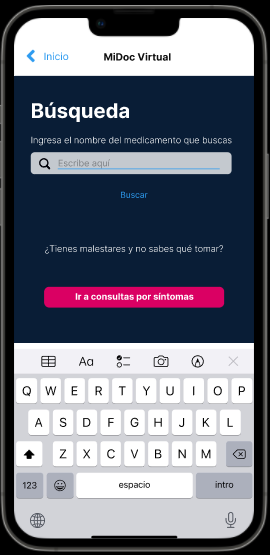 Inicio
MiDoc Virtual
Búsqueda
Ingresa el nombre del medicamento que buscas
Escribe aquí
Buscar
¿Tienes malestares y no sabes qué tomar?
Ir a consultas por síntomas
Aa
Q W E R T Y U I O P
A S D F G H J K L
Z X C V B N M
123 espacio intro